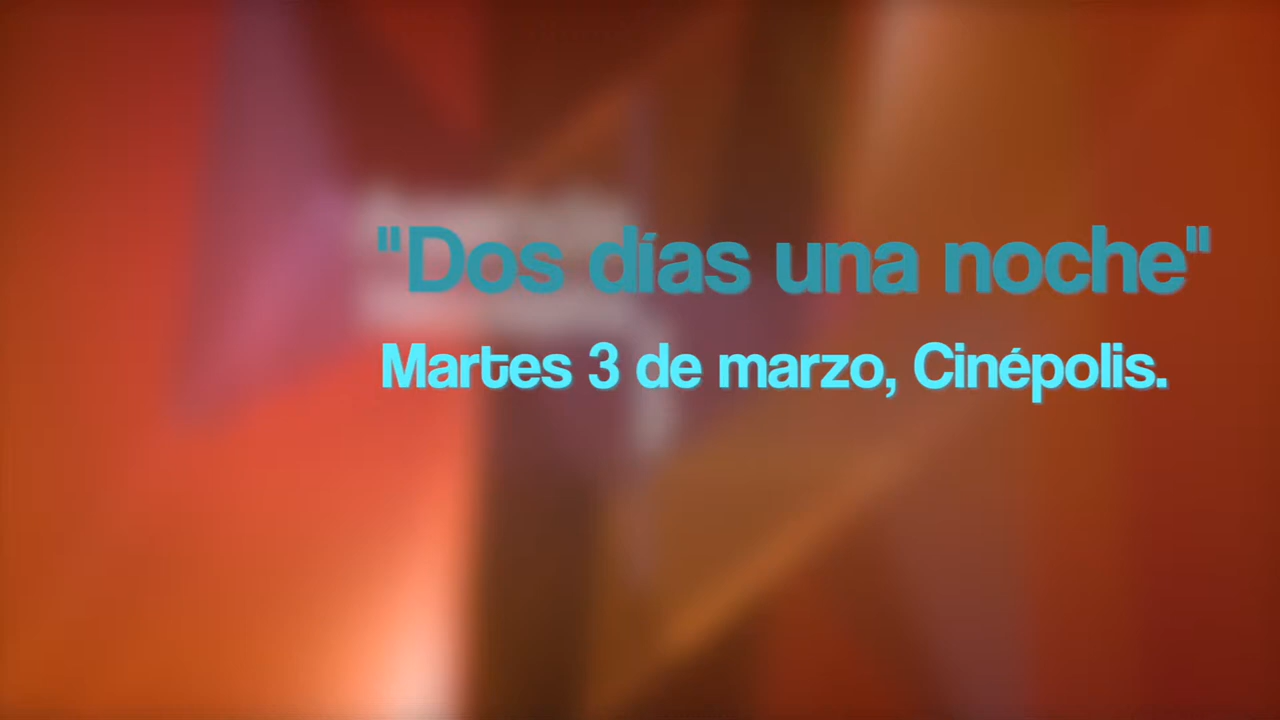 "Dos días una noche"
Martes 3 de marzo, Cinépolis.